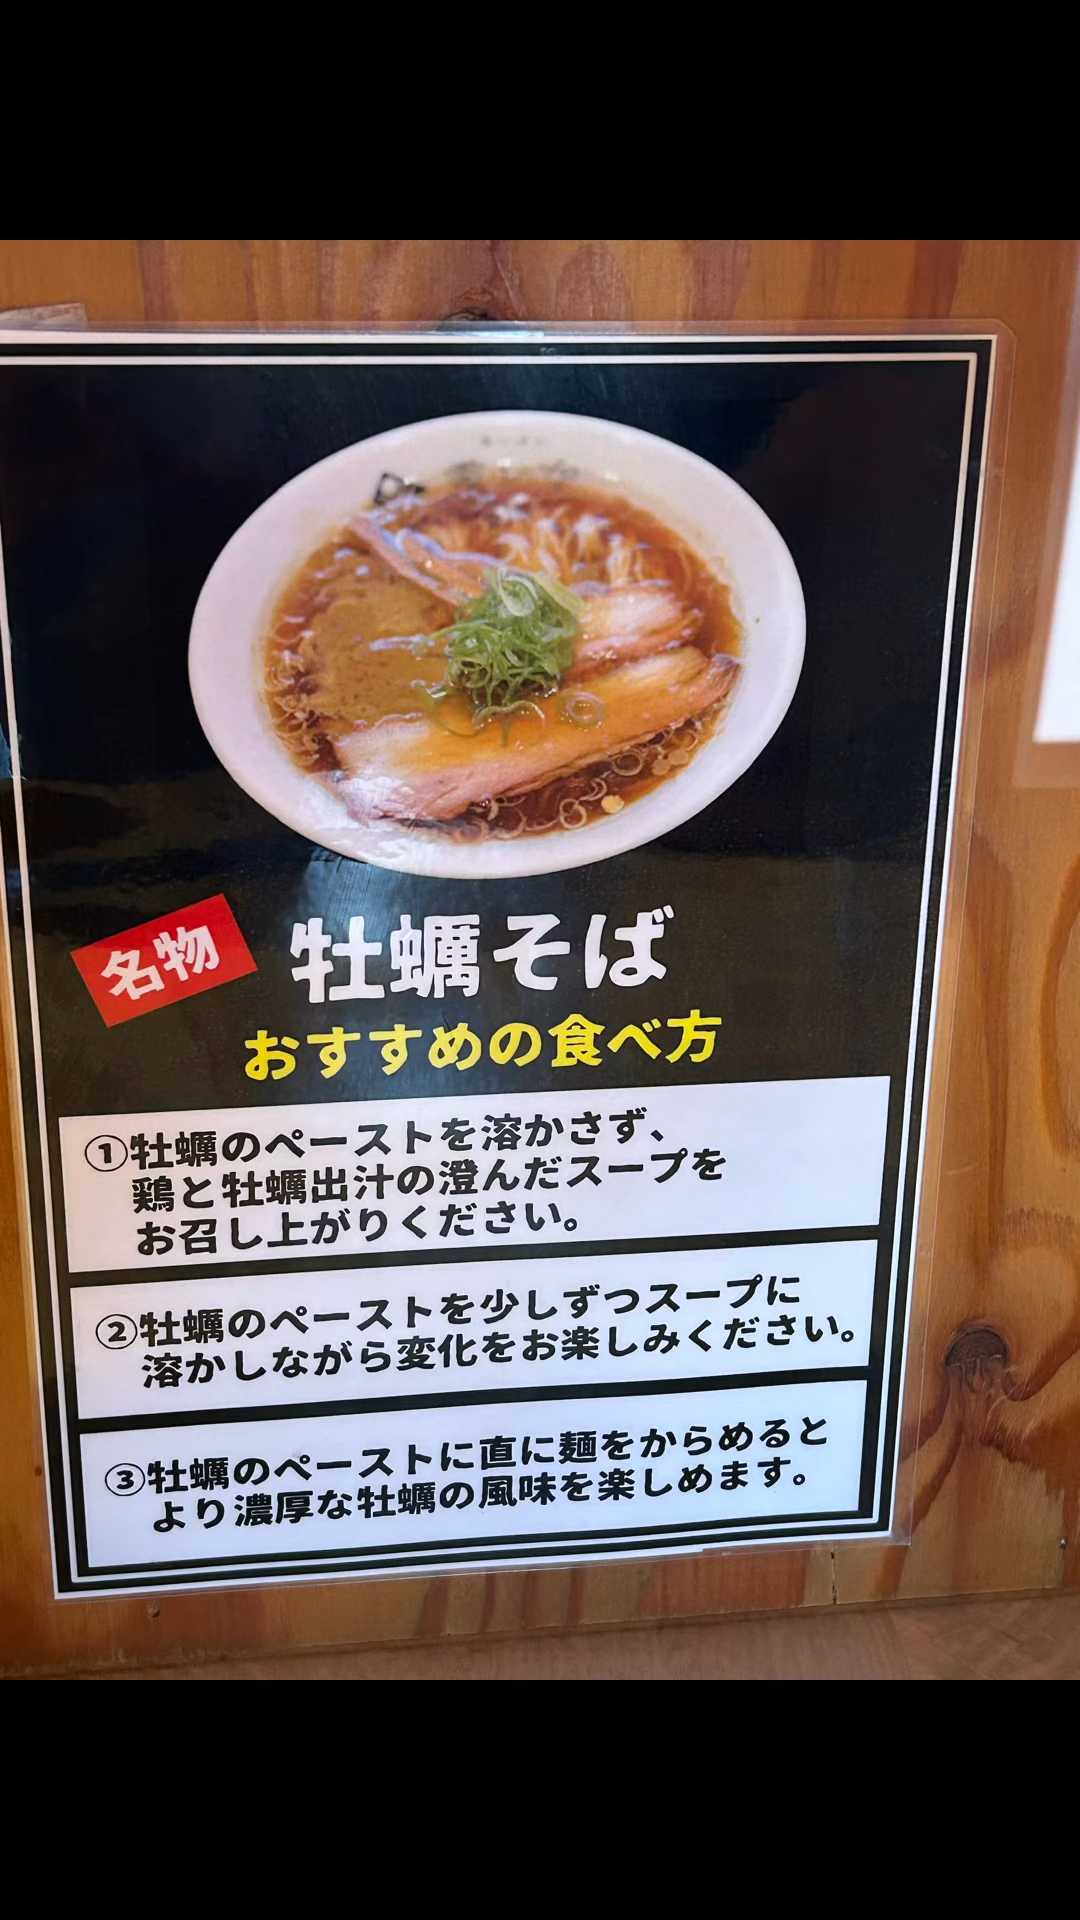 名物
牡蠣そば
おすすめの食べ方
①牡蠣のペーストを溶かさず、
鶏と牡蠣出汁の澄んだスープを
お召し上がりください。
②牡蠣のペーストを少しずつスープに
溶かしながら変化をお楽しみください。
③牡蠣のペーストに直に麺をからめると
より濃厚な牡蠣の風味を楽しめます。